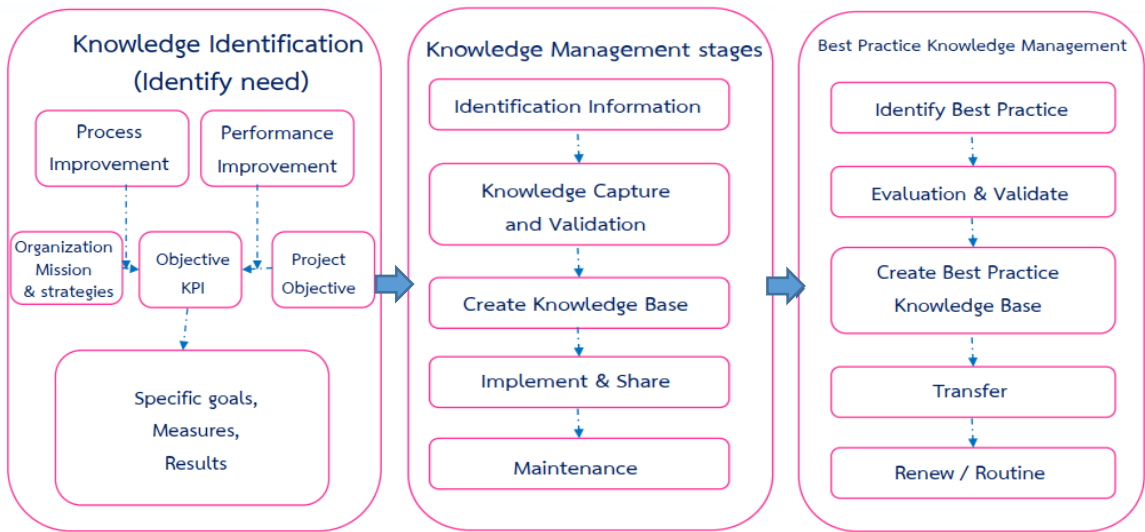 Knowledge Identification
(Identify need)
Process
Improvement
Performance
Improvement
Organization
Mission
& strategies
Objective
KPI
Project
Objective
Specific goals,
Measures,
Results
Knowledge Management stages
Identification Information
Knowledge Capture
and Validation
Create Knowledge Base
Implement & Share
Maintenance
Best Practice Knowledge Management
Identify Best Practice
Evaluation & Validate
Create Best Practice
Knowledge Base
Transfer
Renew / Routine